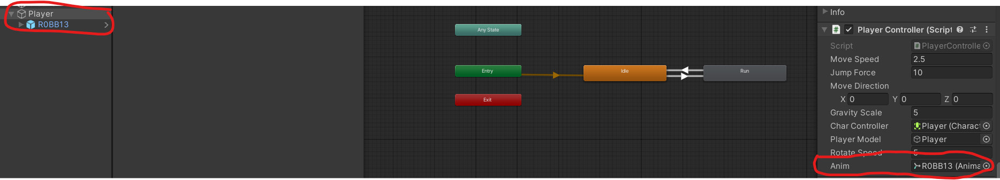 Player
R0BB13
Any State
Entry
Idle
Run
Exit
Info
Player Controller (Script
Script PlayerControlle
Move Speed 2.5
Jump Force 10
Move Direction
X 0 Y 0 Z 0
Gravity Scale 5
Char Controller Player (Charact
Player Model Player
Rotate Speed 5
Anim R0BB13 (Anima